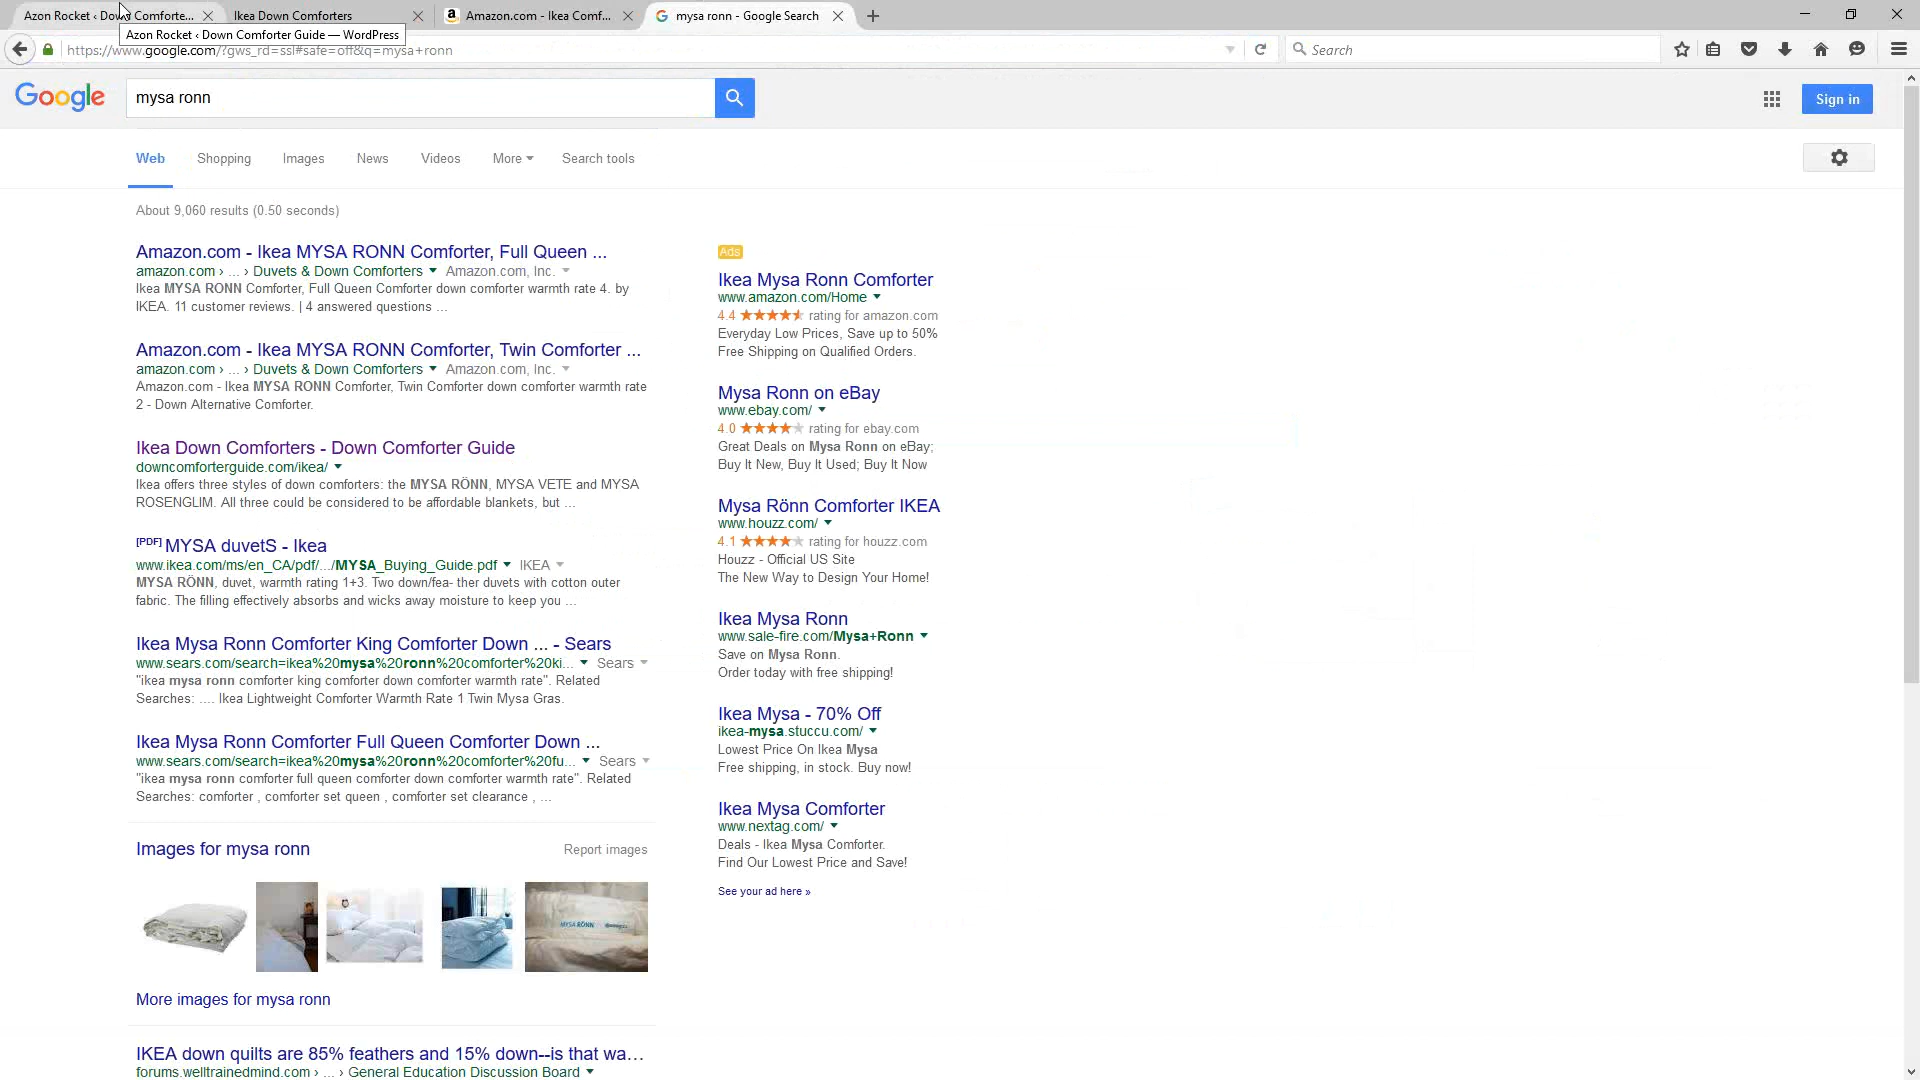 Azon Rocket ‹ Down Comforte...
Ikea Down Comforters
Amazon.com - Ikea Comf...
mysa ronn - Google Search
Azon Rocket ‹ Down Comforter Guide — WordPress
https://www.google.com/?gws_rd=ssl#safe=off&q=mysa+ronn
Search
Google
mysa ronn
Sign in
Web
Shopping
Images
News
Videos
More
Search tools
About 9,060 results (0.50 seconds)
Amazon.com - Ikea MYSA RONN Comforter, Full Queen ...
amazon.com › ... › Duvets & Down Comforters Amazon.com, Inc.
Ikea MYSA RONN Comforter, Full Queen Comforter down comforter warmth rate 4. by
IKEA. 11 customer reviews. | 4 answered questions ...
Amazon.com - Ikea MYSA RONN Comforter, Twin Comforter ...
amazon.com › ... › Duvets & Down Comforters Amazon.com, Inc.
Amazon.com - Ikea MYSA RONN Comforter, Twin Comforter down comforter warmth rate
2 - Down Alternative Comforter.
Ikea Down Comforters - Down Comforter Guide
downcomforterguide.com/ikea/
Ikea offers three styles of down comforters: the MYSA RÖNN, MYSA VETE and MYSA
ROSENGLIM. All three could be considered to be affordable blankets, but ...
[PDF] MYSA duvetS - Ikea
www.ikea.com/ms/en_CA/pdf/.../MYSA_Buying_Guide.pdf IKEA
MYSA RÖNN, duvet, warmth rating 1+3. Two down/fea- ther duvets with cotton outer
fabric. The filling effectively absorbs and wicks away moisture to keep you ...
Ikea Mysa Ronn Comforter King Comforter Down ... - Sears
www.sears.com/search=ikea%20mysa%20ronn%20comforter%20ki... Sears
"ikea mysa ronn comforter king comforter down comforter warmth rate". Related
Searches: .... Ikea Lightweight Comforter Warmth Rate 1 Twin Mysa Gras.
Ikea Mysa Ronn Comforter Full Queen Comforter Down ...
www.sears.com/search=ikea%20mysa%20ronn%20comforter%20fu... Sears
"ikea mysa ronn comforter full queen comforter down comforter warmth rate". Related
Searches: comforter , comforter set queen , comforter set clearance , ...
Images for mysa ronn
Report images
MYSA RÖNN
More images for mysa ronn
IKEA down quilts are 85% feathers and 15% down--is that wa...
forums.welltrainedmind.com › ... › General Education Discussion Board
Ads
Ikea Mysa Ronn Comforter
www.amazon.com/Home
4.4 rating for amazon.com
Everyday Low Prices, Save up to 50%
Free Shipping on Qualified Orders.
Mysa Ronn on eBay
www.ebay.com/
4.0 rating for ebay.com
Great Deals on Mysa Ronn on eBay;
Buy It New, Buy It Used; Buy It Now
Mysa Rönn Comforter IKEA
www.houzz.com/
4.1 rating for houzz.com
Houzz - Official US Site
The New Way to Design Your Home!
Ikea Mysa Ronn
www.sale-fire.com/Mysa+Ronn
Save on Mysa Ronn.
Order today with free shipping!
Ikea Mysa - 70% Off
ikea-mysa.stuccu.com/
Lowest Price On Ikea Mysa
Free shipping, in stock. Buy now!
Ikea Mysa Comforter
www.nextag.com/
Deals - Ikea Mysa Comforter.
Find Our Lowest Price and Save!
See your ad here »